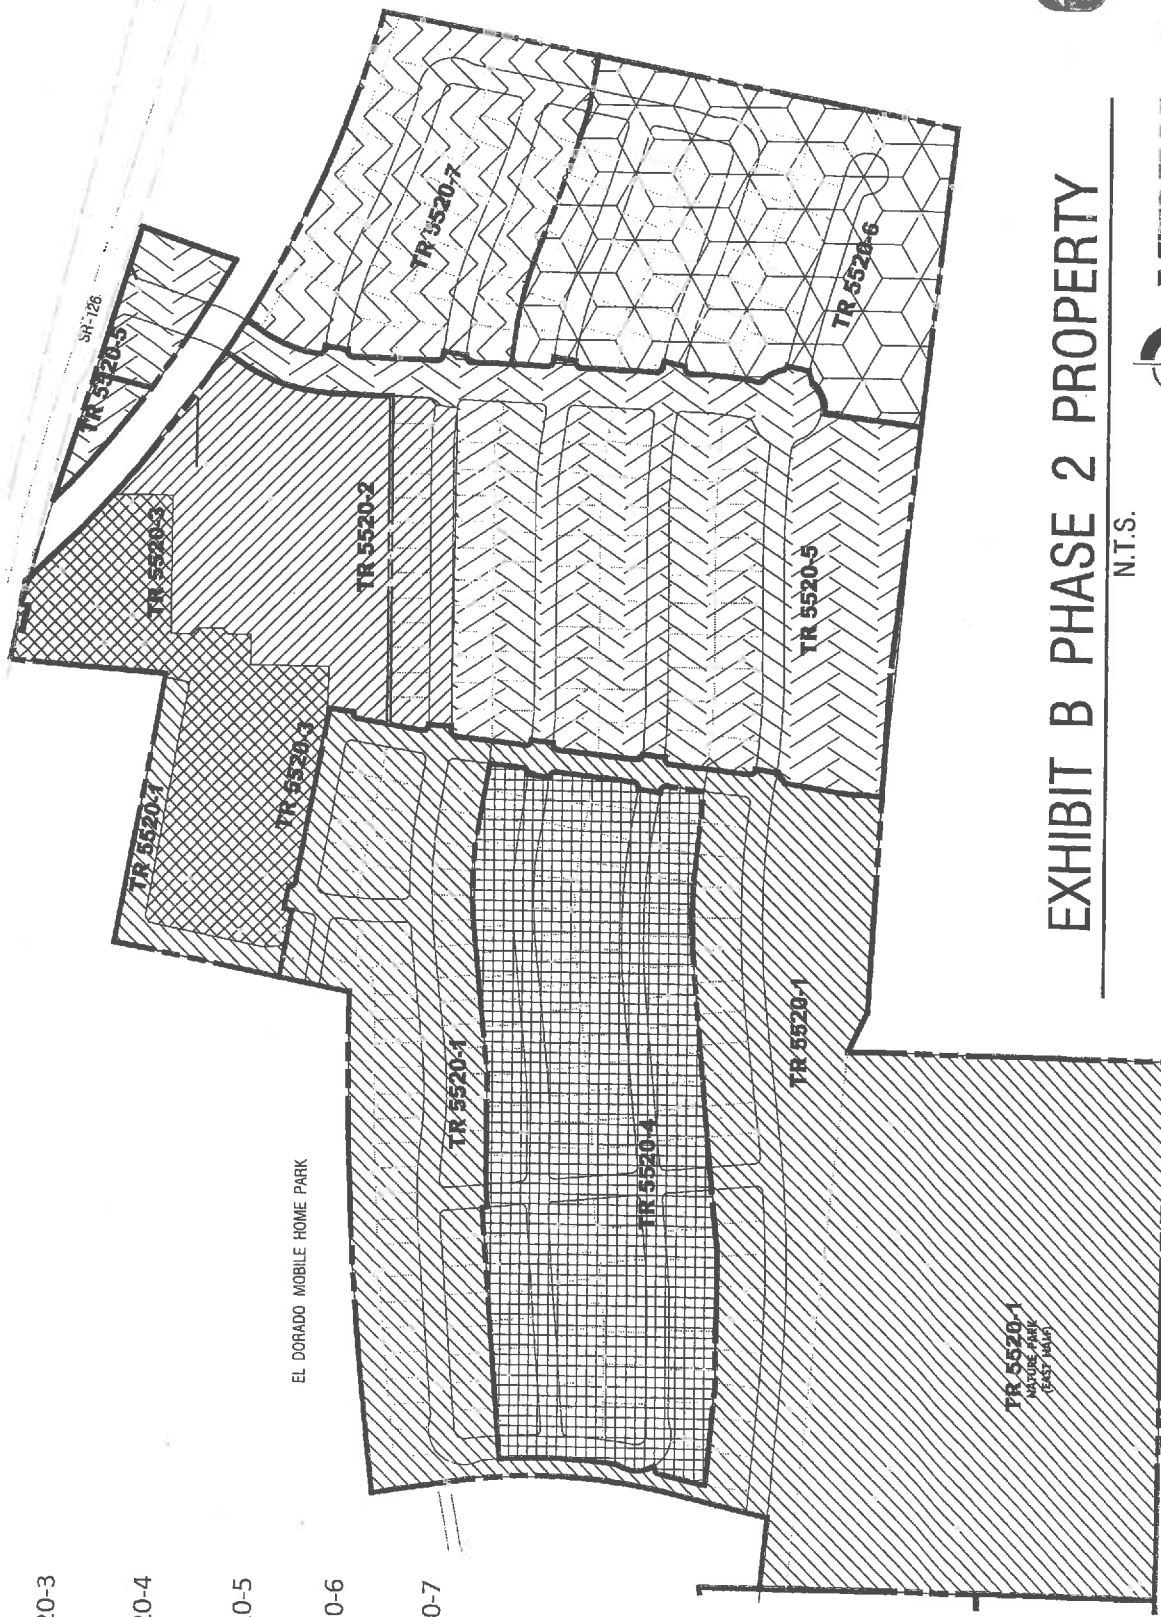 SR-126
TR 5520-5
TR 5520-7
TR 5520-3
TR 5520-2
TR 5520-6
TR 5520-1
TR 5520-3
TR 5520-5
EL DORADO MOBILE HOME PARK
TR 5520-1
TR 5520-4
TR 5520-1
TR 5520-1
NATURE PARK
(EAST HALF)
20-3
20-4
0-5
0-6
0-7
EXHIBIT B PHASE 2 PROPERTY
N.T.S.